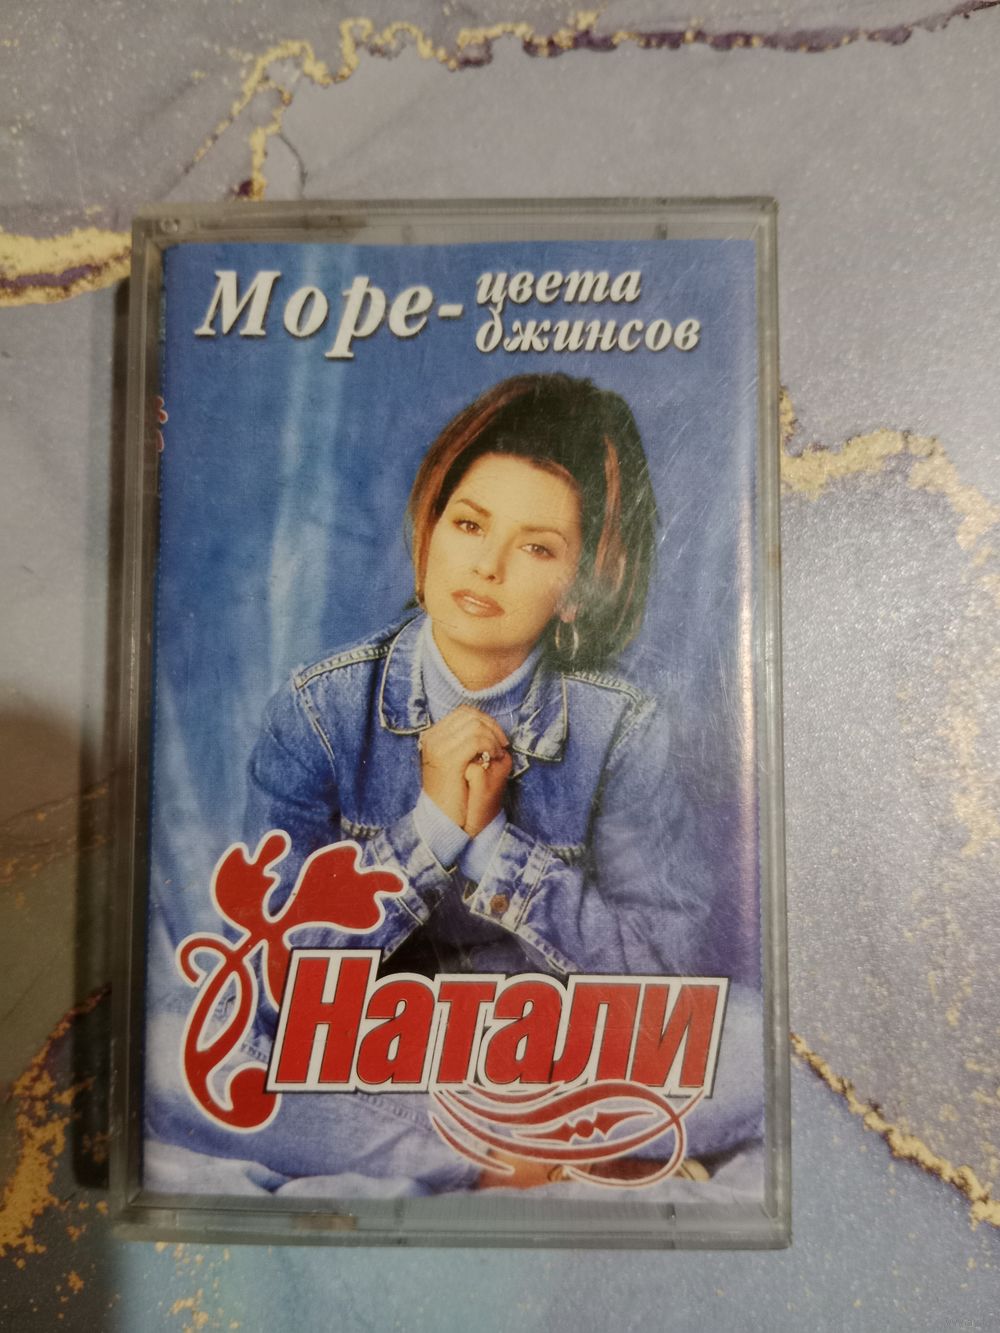 Море-
цвета
джинсов
Натали